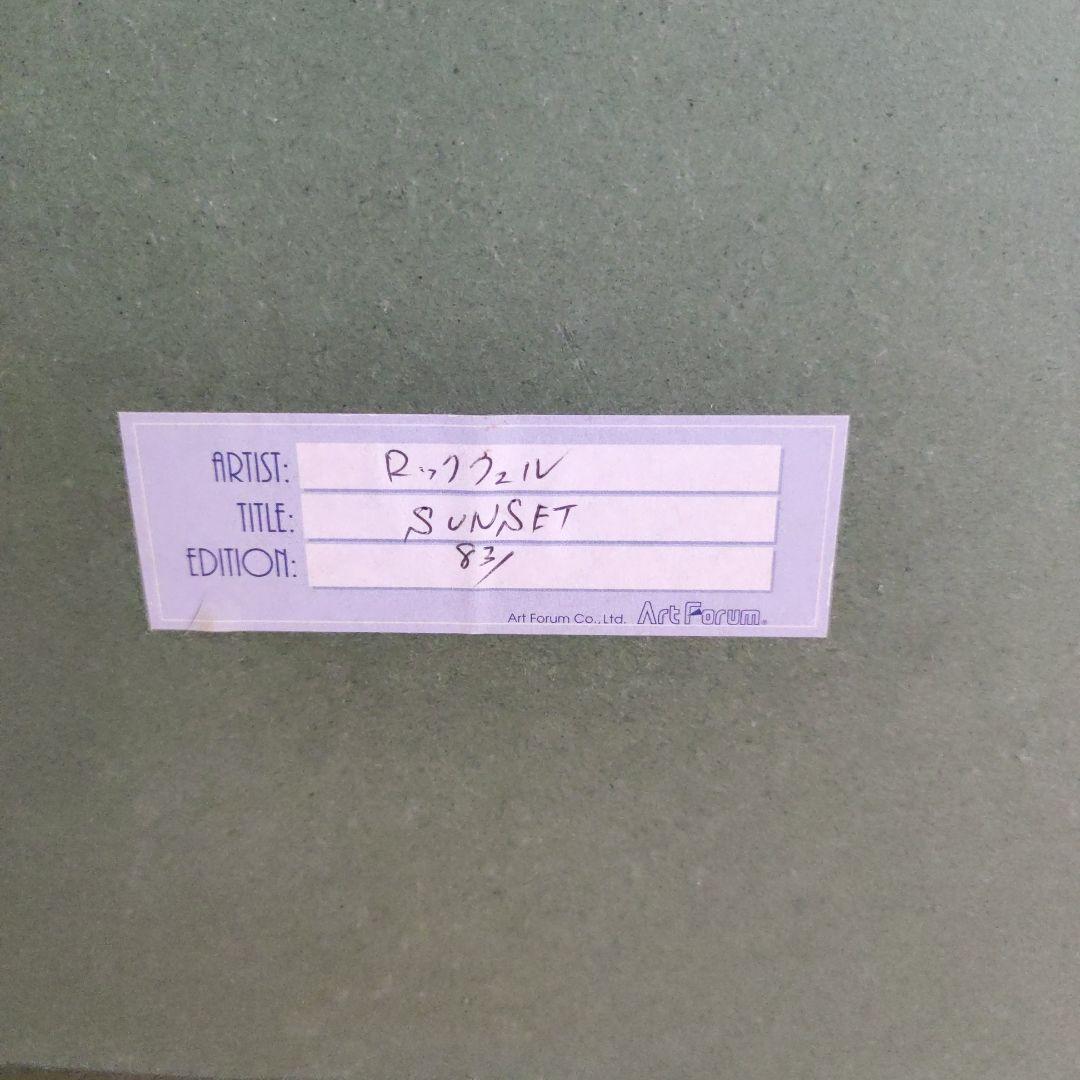 ARTIST: ロックウェル
TITLE: SUNSET
EDITION: 83/
Art Forum Co., Ltd. Art Forum®